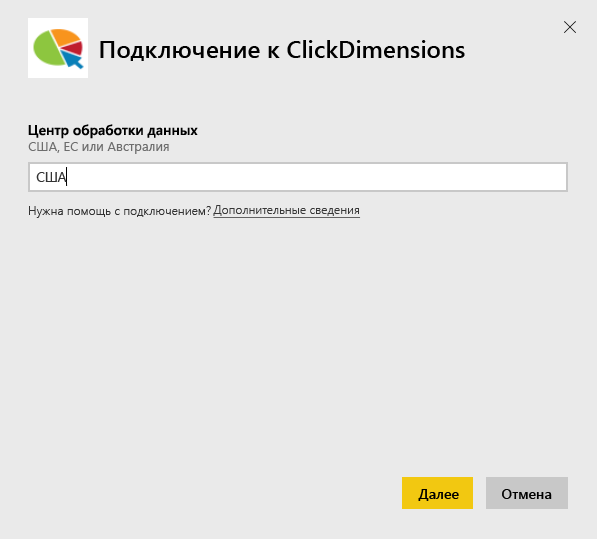 Подключение к ClickDimensions
Центр обработки данных
США, ЕС или Австралия
США
Нужна помощь с подключением? Дополнительные сведения
Далее
Отмена